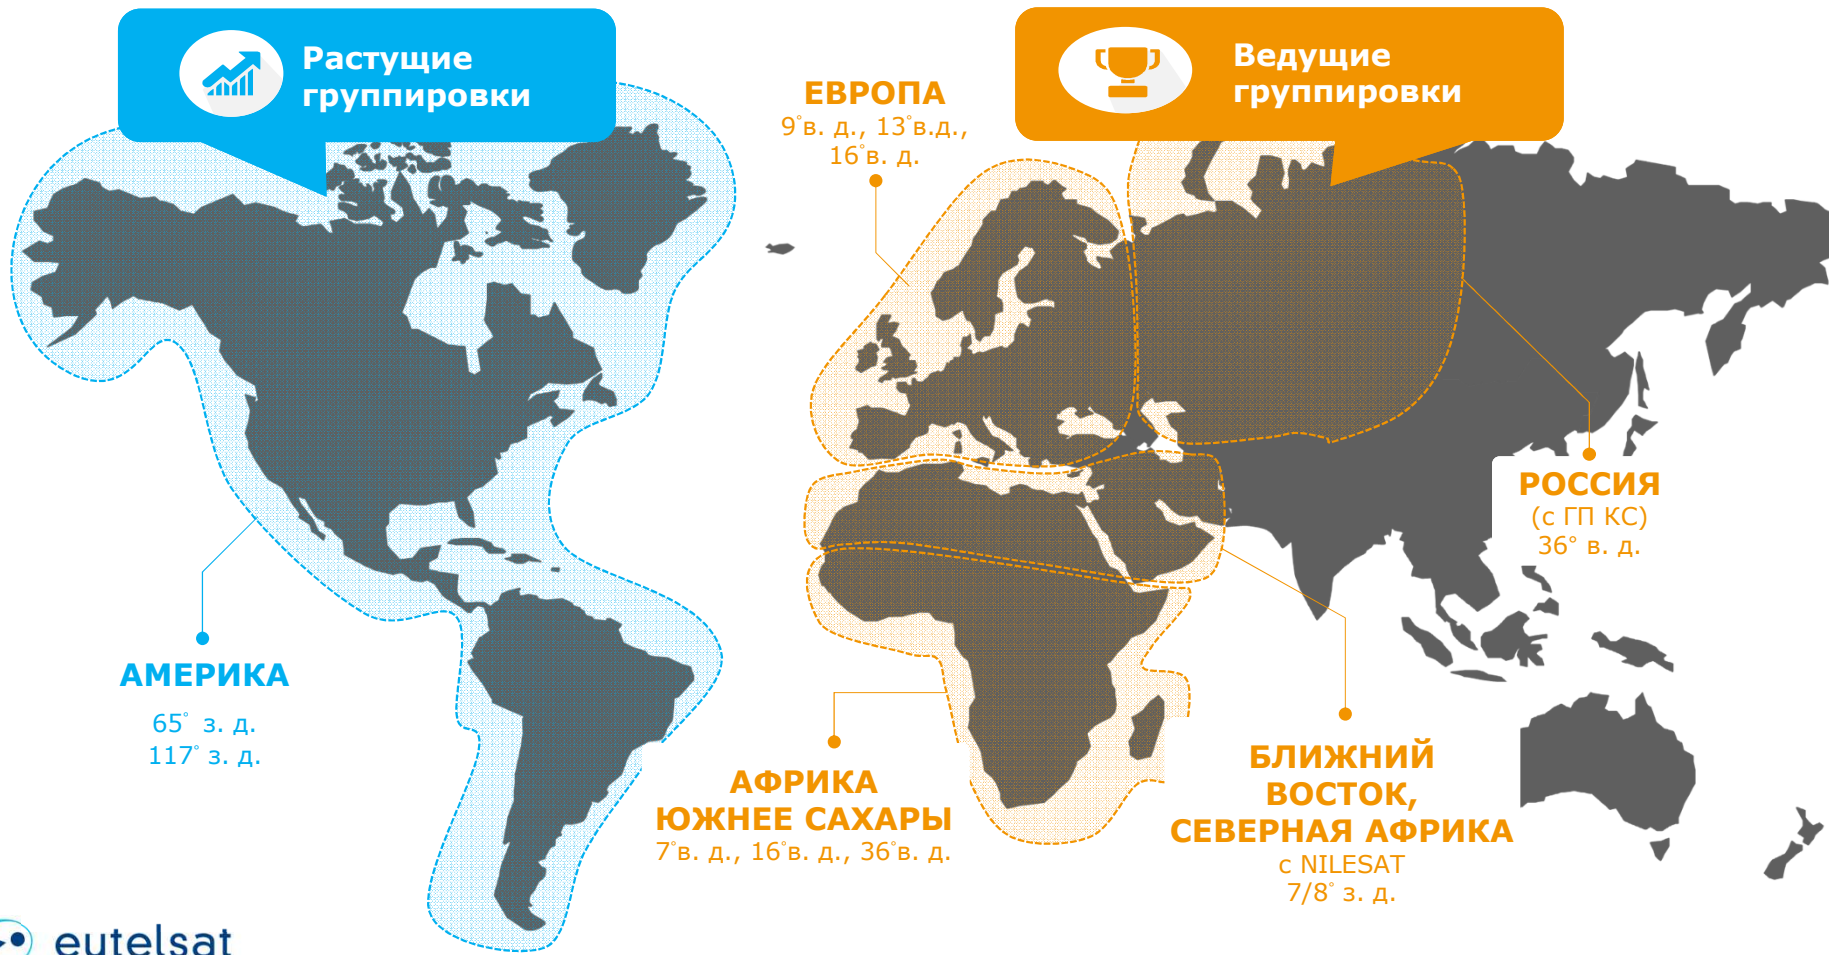 Растущие
группировки
Ведущие
группировки
ЕВРОПА
9°в. д., 13°в.д.,
16°в. д.
РОССИЯ
(с ГП КС)
36° в. д.
АМЕРИКА
65° з. д.
117° з. д.
АФРИКА
ЮЖНЕЕ САХАРЫ
7°в. д., 16°в. д., 36°в. д.
БЛИЖНИЙ
ВОСТОК,
СЕВЕРНАЯ АФРИКА
с NILESAT
7/8° з. д.
eutelsat